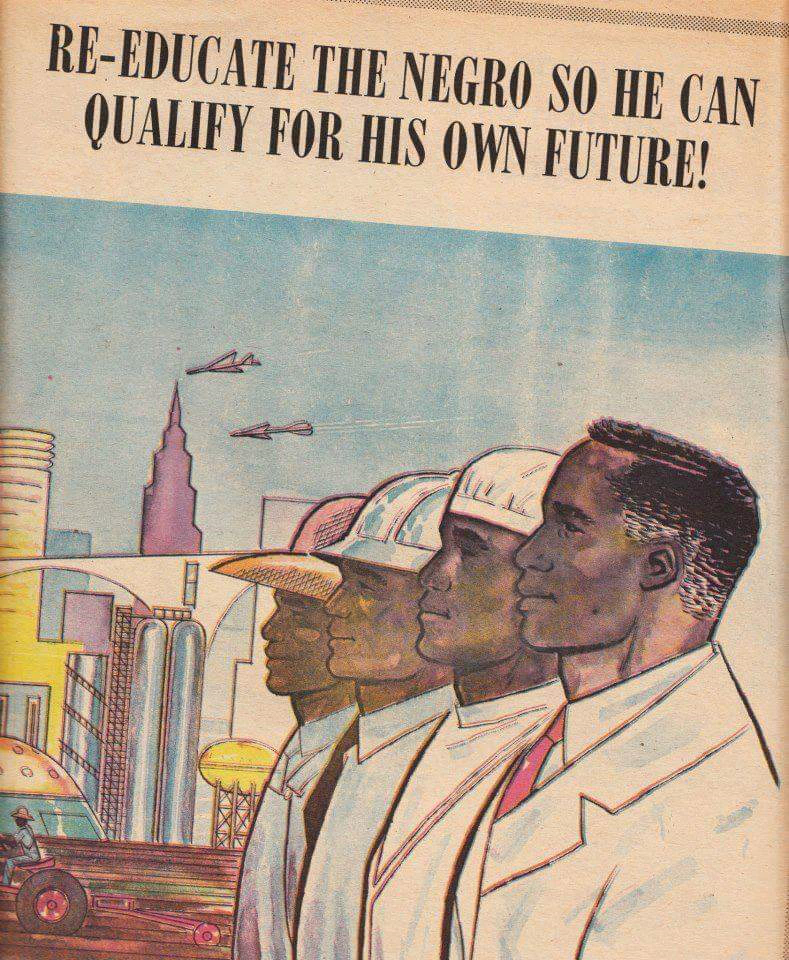 RE-EDUCATE THE NEGRO SO HE CAN
QUALIFY FOR HIS OWN FUTURE!